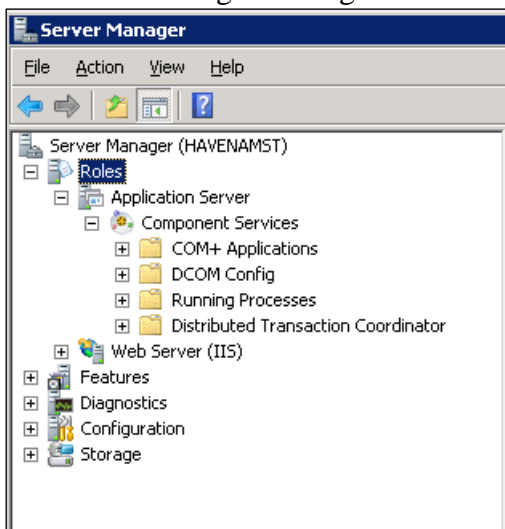 Server Manager
File Action View Help
Server Manager (HAVENAMST)
Roles
Application Server
Component Services
COM+ Applications
DCOM Config
Running Processes
Distributed Transaction Coordinator
Web Server (IIS)
Features
Diagnostics
Configuration
Storage